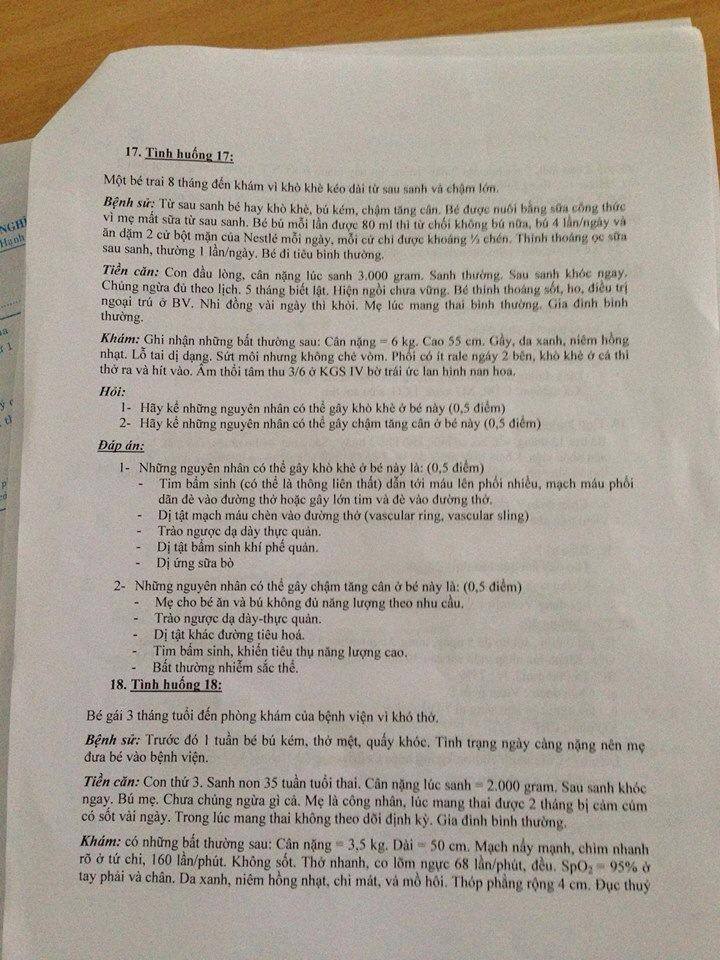 17. Tình huống 17:
Một bé trai 8 tháng đến khám vì khò khè kéo dài từ sau sanh và chậm lớn.
Bệnh sử: Từ sau sanh bé hay khò khè, bú kém, chậm tăng cân. Bé được nuôi bằng sữa công thức
vì mẹ mất sữa từ sau sanh. Bé bú mỗi lần được 80 ml thì từ chối không bú nữa, bú 4 lần/ngày và
ăn dặm 2 cử bột mặn của Nestlé mỗi ngày, mỗi cử chỉ được khoảng ⅓ chén. Thỉnh thoảng ọc sữa
sau sanh, thường 1 lần/ngày. Bé đi tiêu bình thường.
Tiền căn: Con đầu lòng, cân nặng lúc sanh 3.000 gram. Sanh thường. Sau sanh khóc ngay.
Chủng ngừa đủ theo lịch. 5 tháng biết lật. Hiện ngồi chưa vững. Bé thỉnh thoảng sốt, ho, điều trị
ngoại trú ở BV. Nhi đồng vài ngày thì khỏi. Mẹ lúc mang thai bình thường. Gia đình bình
thường.
Khám: Ghi nhận những bất thường sau: Cân nặng = 6 kg. Cao 55 cm. Gầy, da xanh, niêm hồng
nhạt. Lỗ tai dị dạng. Sứt môi nhưng không chẻ vòm. Phổi có ít rale ngáy 2 bên, khò khè ở cả thì
thở ra và hít vào. Âm thổi tâm thu 3/6 ở KGS IV bờ trái ức lan hình nan hoa.
Hỏi:
1- Hãy kể những nguyên nhân có thể gây khò khè ở bé này (0,5 điểm)
2- Hãy kể những nguyên nhân có thể gây chậm tăng cân ở bé này (0,5 điểm)
Đáp án:
1- Những nguyên nhân có thể gây khò khè ở bé này là: (0,5 điểm)
- Tim bẩm sinh (có thể là thông liên thất) dẫn tới máu lên phổi nhiều, mạch máu phổi
dãn đè vào đường thở hoặc gây lớn tim và đè vào đường thở.
- Dị tật mạch máu chèn vào đường thở (vascular ring, vascular sling)
- Trào ngược dạ dày thực quản.
- Dị tật bẩm sinh khí phế quản.
- Dị ứng sữa bò
2- Những nguyên nhân có thể gây chậm tăng cân ở bé này là: (0,5 điểm)
- Mẹ cho bé ăn và bú không đủ năng lượng theo nhu cầu.
- Trào ngược dạ dày-thực quản.
- Dị tật khác đường tiêu hoá.
- Tim bẩm sinh, khiến tiêu thụ năng lượng cao.
- Bất thường nhiễm sắc thể.
18. Tình huống 18:
Bé gái 3 tháng tuổi đến phòng khám của bệnh viện vì khó thở.
Bệnh sử: Trước đó 1 tuần bé bú kém, thở mệt, quấy khóc. Tình trạng ngày càng nặng nên mẹ
đưa bé vào bệnh viện.
Tiền căn: Con thứ 3. Sanh non 35 tuần tuổi thai. Cân nặng lúc sanh = 2.000 gram. Sau sanh khóc
ngay. Bú mẹ. Chưa chủng ngừa gì cả. Mẹ là công nhân, lúc mang thai được 2 tháng bị cảm cúm
có sốt vài ngày. Trong lúc mang thai không theo dõi định kỳ. Gia đình bình thường.
Khám: có những bất thường sau: Cân nặng = 3,5 kg. Dài = 50 cm. Mạch nẩy mạnh, chìm nhanh
rõ ở tứ chi, 160 lần/phút. Không sốt. Thở nhanh, co lõm ngực 68 lần/phút, đều. SpO₂ = 95% ở
tay phải và chân. Da xanh, niêm hồng nhạt, chi mát, vã mồ hôi. Thóp phẳng rộng 4 cm. Đục thuỷ